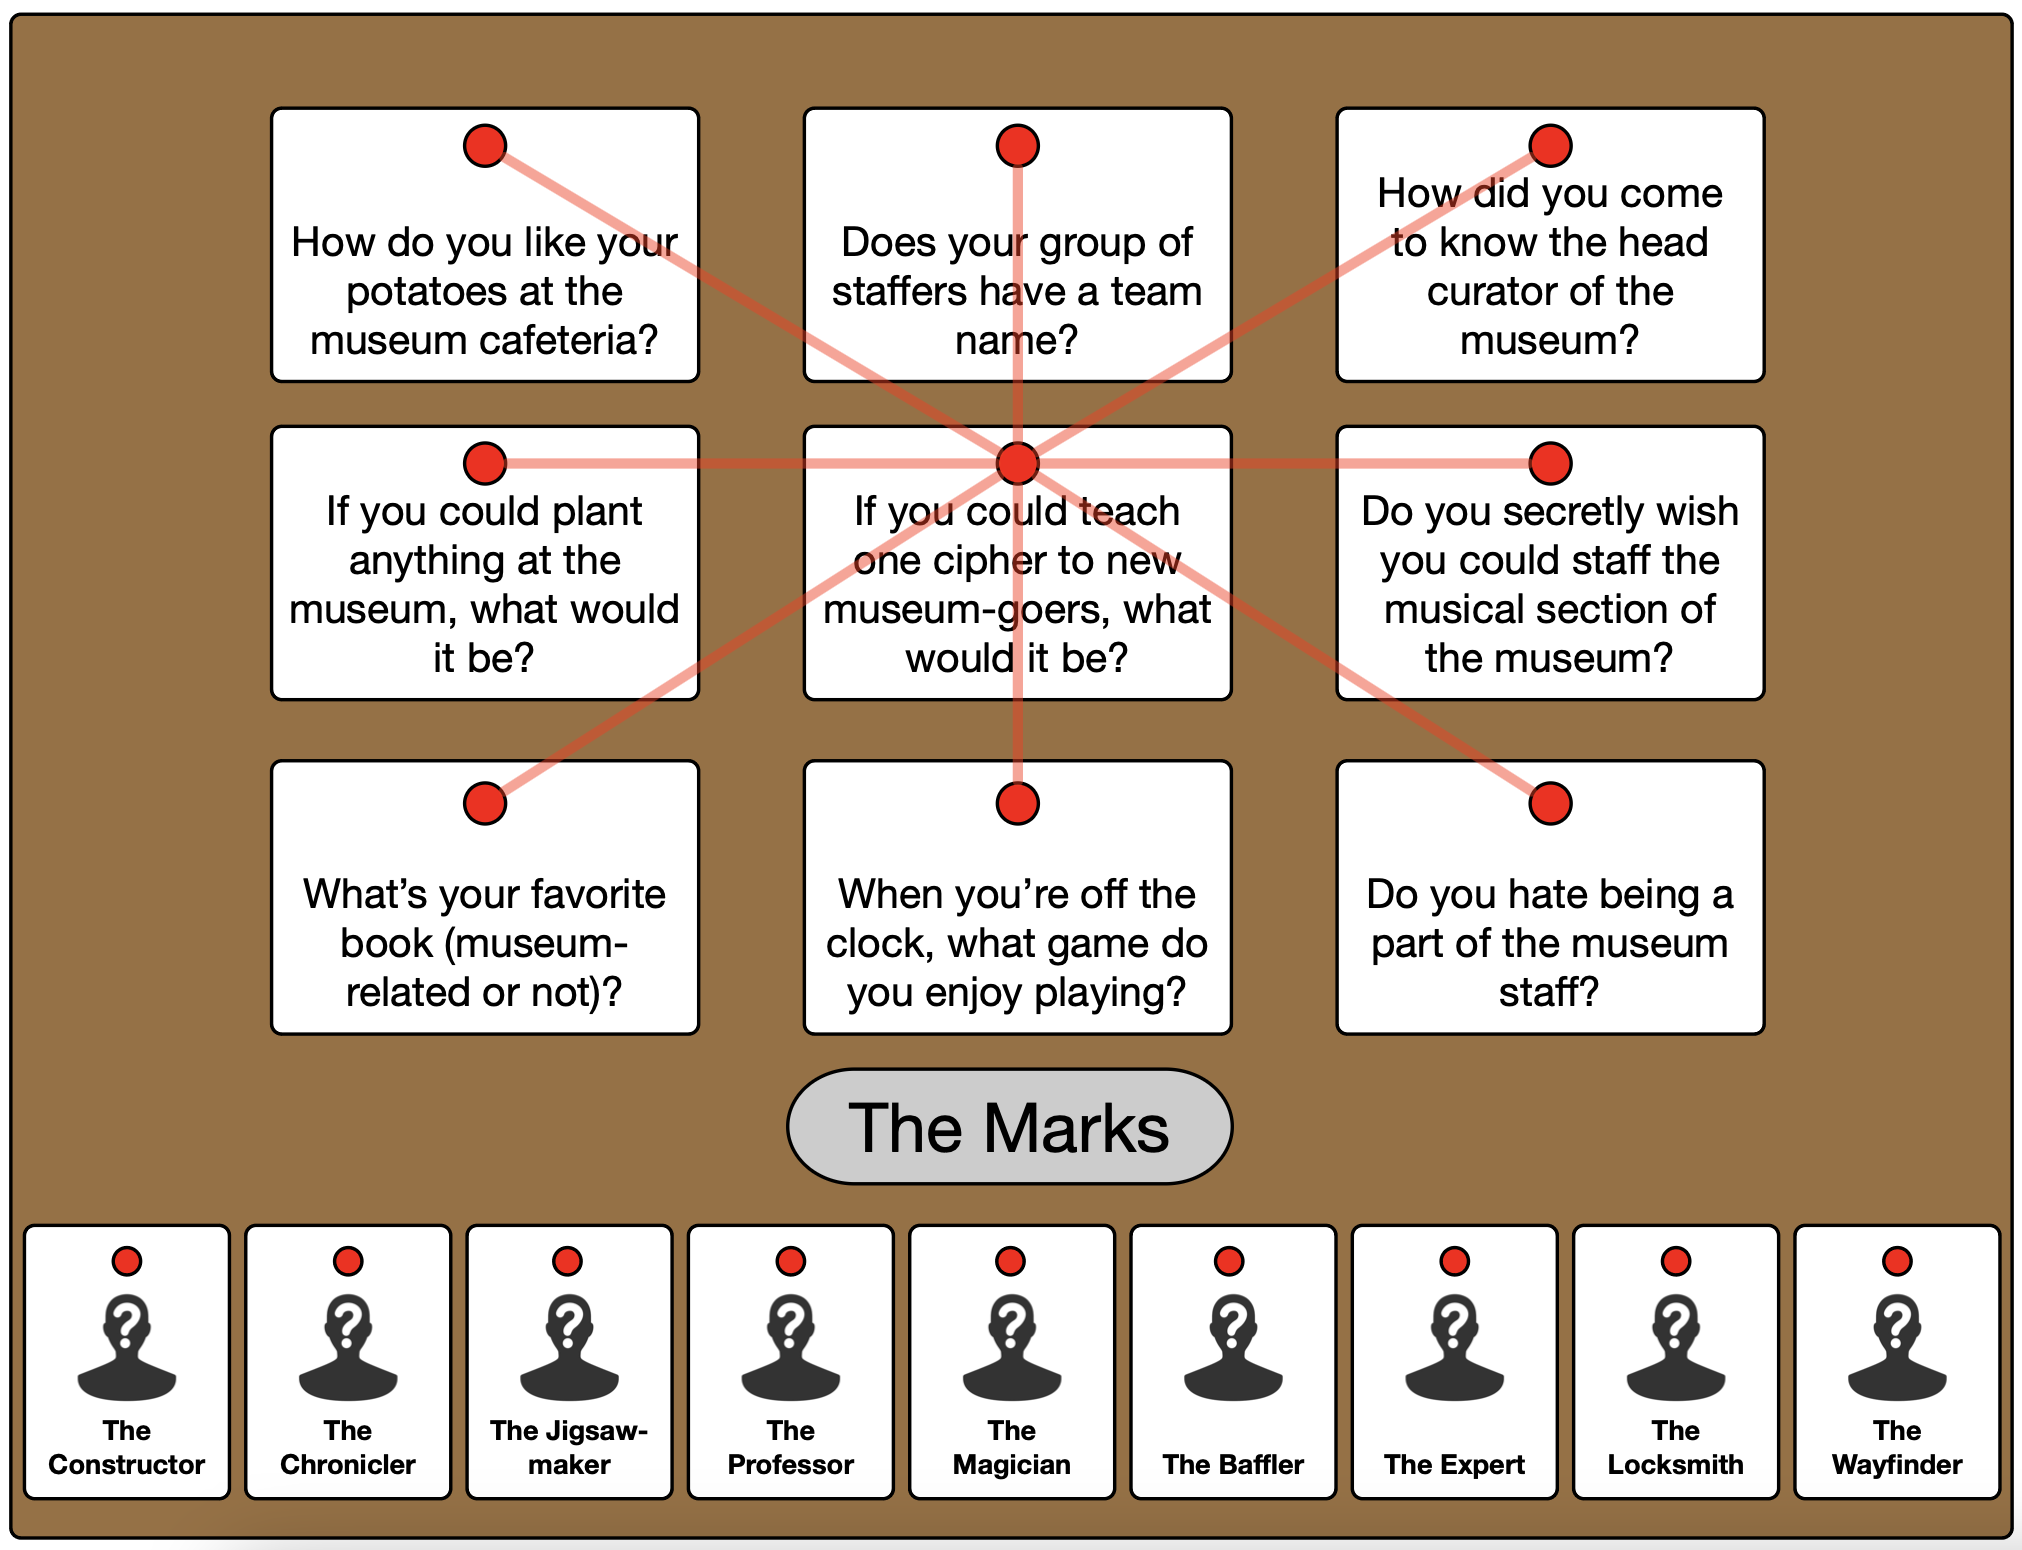 How do you like your
potatoes at the
museum cafeteria?
Does your group of
staffers have a team
name?
How did you come
to know the head
curator of the
museum?
If you could plant
anything at the
museum, what would
it be?
If you could teach
one cipher to new
museum-goers, what
would it be?
Do you secretly wish
you could staff the
musical section of
the museum?
What’s your favorite
book (museum-
related or not)?
When you’re off the
clock, what game do
you enjoy playing?
Do you hate being a
part of the museum
staff?
The Marks
?
The
Constructor
?
The
Chronicler
?
The Jigsaw-
maker
?
The
Professor
?
The
Magician
?
The Baffler
?
The Expert
?
The
Locksmith
?
The
Wayfinder